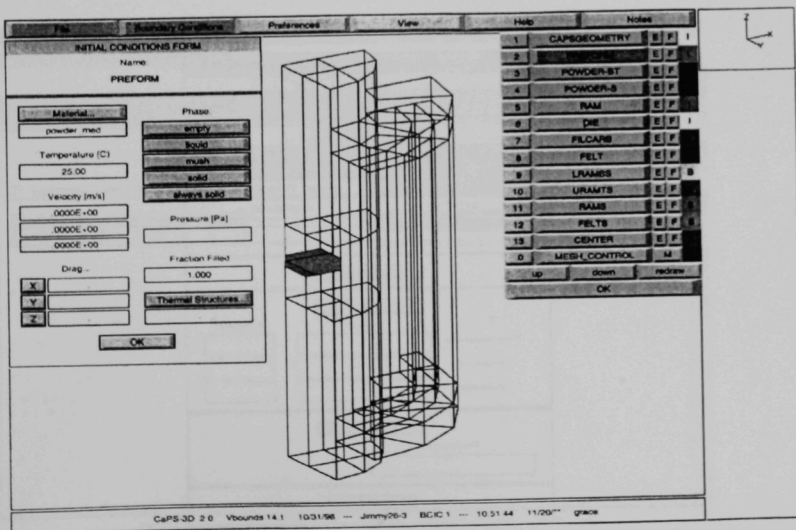 File Boundary Conditions Preferences View Help Notes
INITIAL CONDITIONS FORM
Name:
PREFORM
Material...
powder_med
Temperature [C]
25.00
Velocity [m/s]
.0000E+00
.0000E+00
.0000E+00
Drag...
X
Y
Z
Phase:
empty
liquid
mush
solid
always solid
Pressure [Pa]
Fraction Filled
1.000
Thermal Structures...
OK
1 CAPSGEOMETRY E F I
2 E F
3 POWDER-BT E F
4 POWDER-S E F
5 RAM E F
6 DIE E F I
7 FILCARB E F
8 FELT E F
9 LRAMBS E F B
10 URAMTS E F
11 RAMS E F B
12 FELTS E F
13 CENTER E F
0 MESH_CONTROL M
up down redraw
OK
Z
X
Y
CaPS-3D 2.0 Vbounds 14.1 10/31/98 --- Jimmy26-3 BCIC 1 --- 10:51:44 11/20/** grace